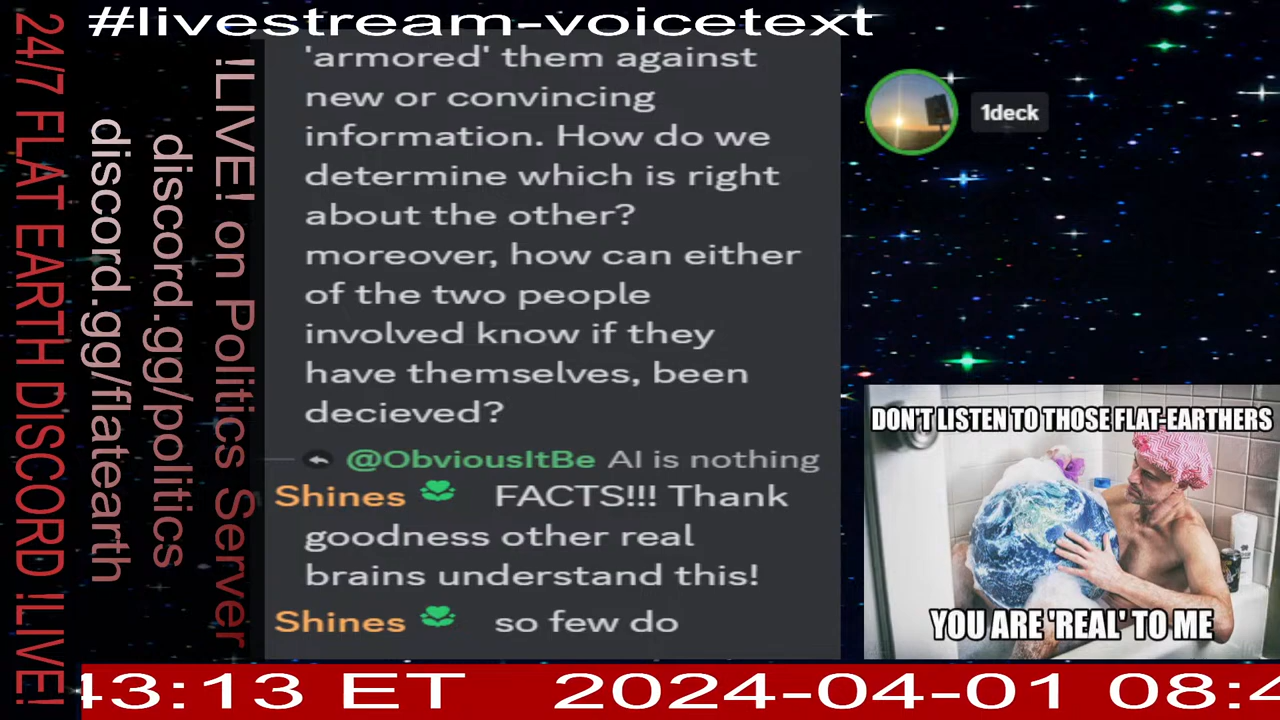 #livestream-voicetext
24/7 FLAT EARTH DISCORD !LIVE!
discord.gg/flatearth
discord.gg/politics
!LIVE! on Politics Server
'armored' them against
new or convincing
information. How do we
determine which is right
about the other?
moreover, how can either
of the two people
involved know if they
have themselves, been
decieved?
@ObviousItBe AI is nothing
Shines FACTS!!! Thank
goodness other real
brains understand this!
Shines so few do
1deck
DON'T LISTEN TO THOSE FLAT-EARTHERS
YOU ARE 'REAL' TO ME
43:13 ET 2024-04-01 08:4